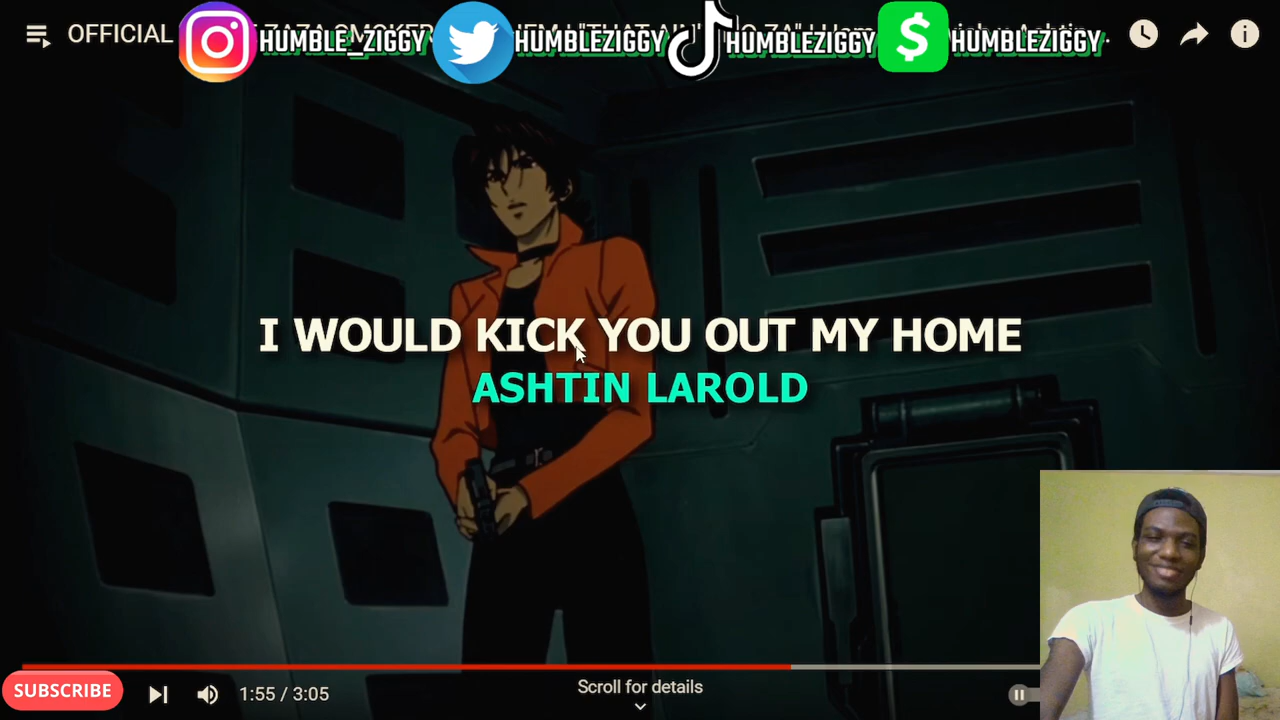 OFFICIAL
HUMBLE_ZIGGY
HUMBLEZIGGY
HUMBLEZIGGY
HUMBLEZIGGY
I WOULD KICK YOU OUT MY HOME
ASHTIN LAROLD
SUBSCRIBE
1:55 / 3:05
Scroll for details